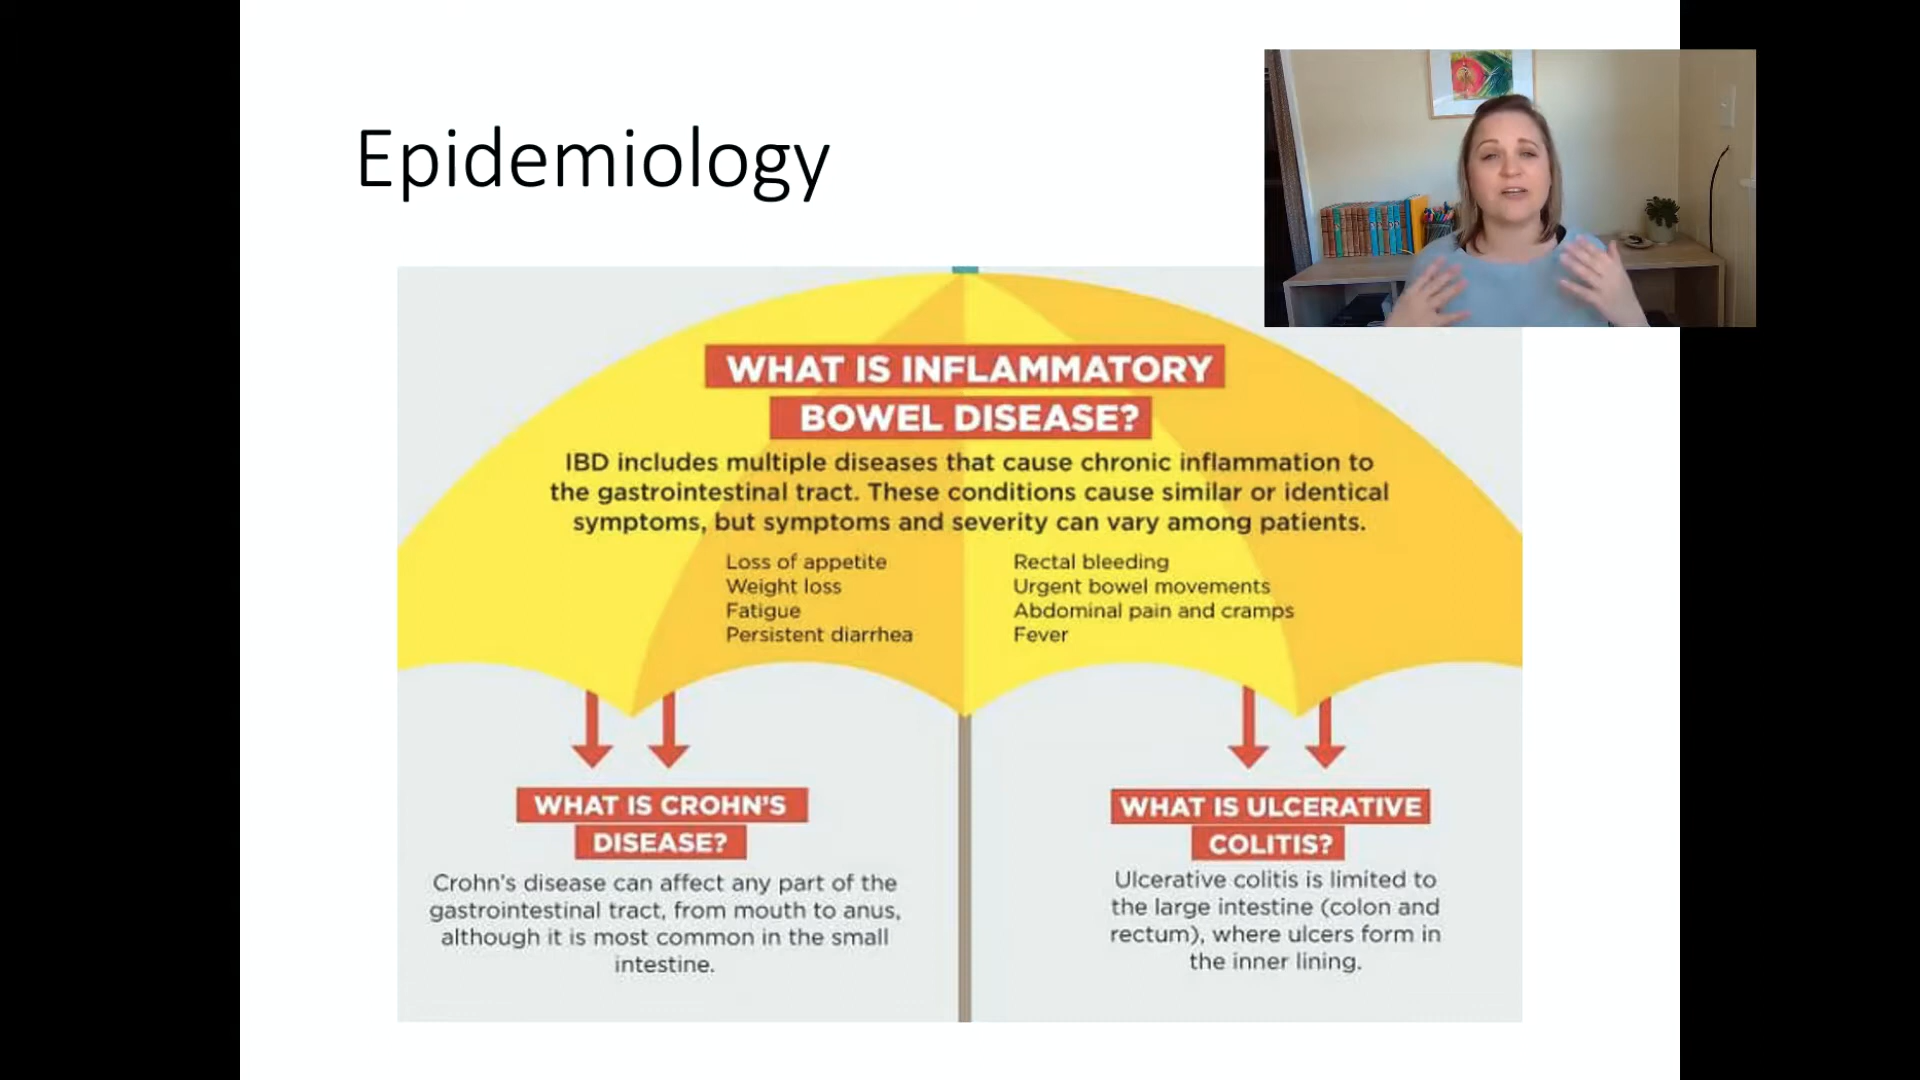 Epidemiology
WHAT IS INFLAMMATORY
BOWEL DISEASE?
IBD includes multiple diseases that cause chronic inflammation to
the gastrointestinal tract. These conditions cause similar or identical
symptoms, but symptoms and severity can vary among patients.
Loss of appetite
Weight loss
Fatigue
Persistent diarrhea
Rectal bleeding
Urgent bowel movements
Abdominal pain and cramps
Fever
WHAT IS CROHN'S
DISEASE?
Crohn's disease can affect any part of the
gastrointestinal tract, from mouth to anus,
although it is most common in the small
intestine.
WHAT IS ULCERATIVE
COLITIS?
Ulcerative colitis is limited to
the large intestine (colon and
rectum), where ulcers form in
the inner lining.